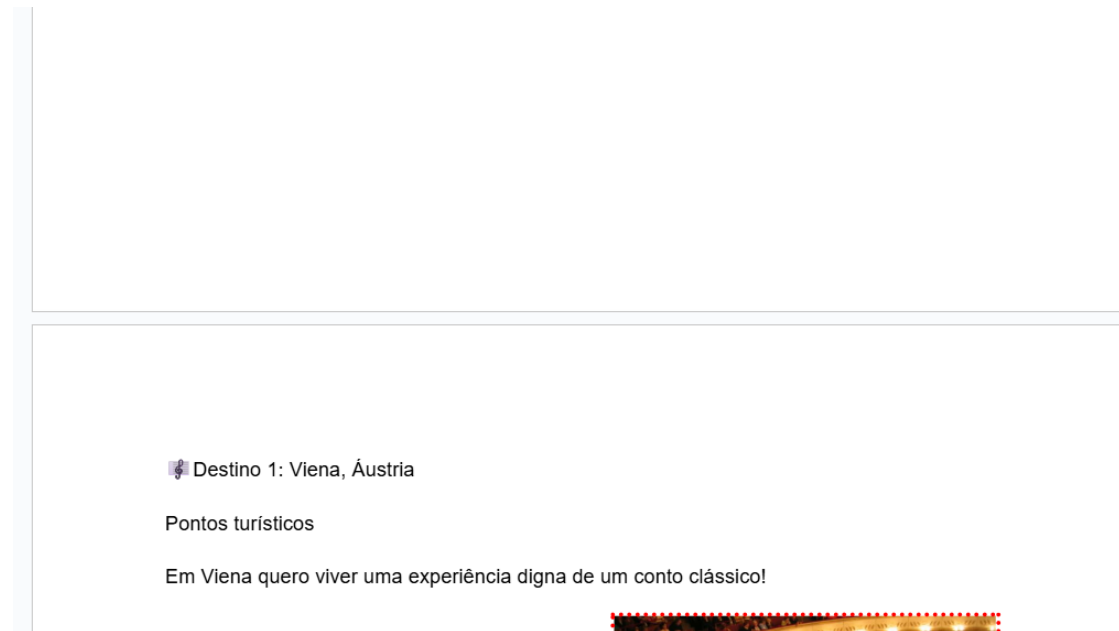 🎼 Destino 1: Viena, Áustria
Pontos turísticos
Em Viena quero viver uma experiência digna de um conto clássico!